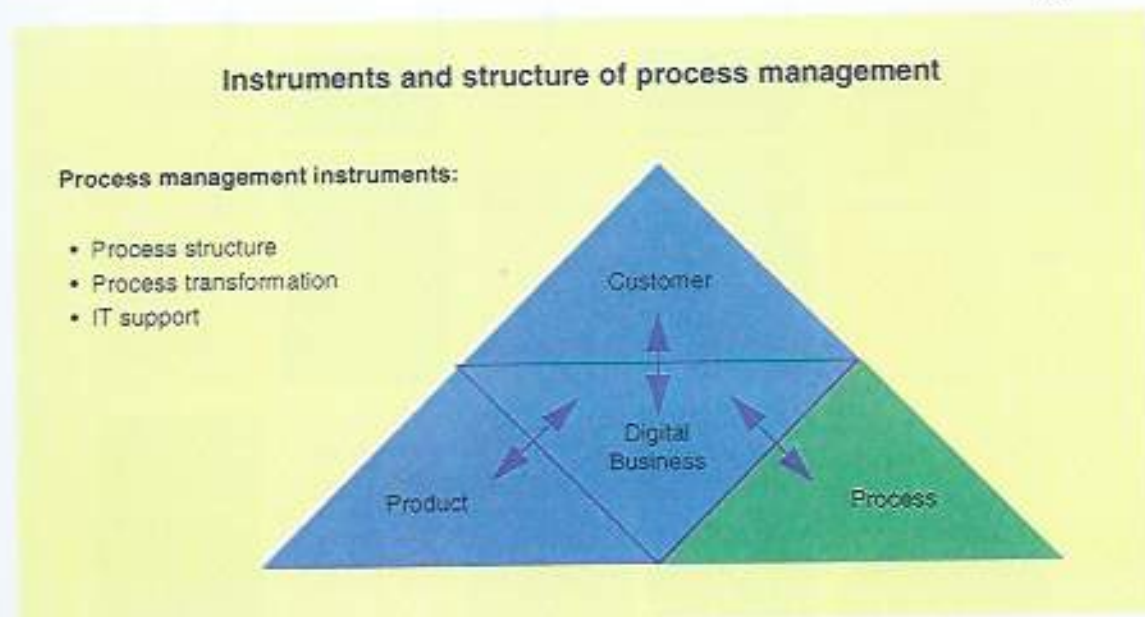 Instruments and structure of process management
Process management instruments:
• Process structure
• Process transformation
• IT support
Customer
Digital
Business
Product
Process